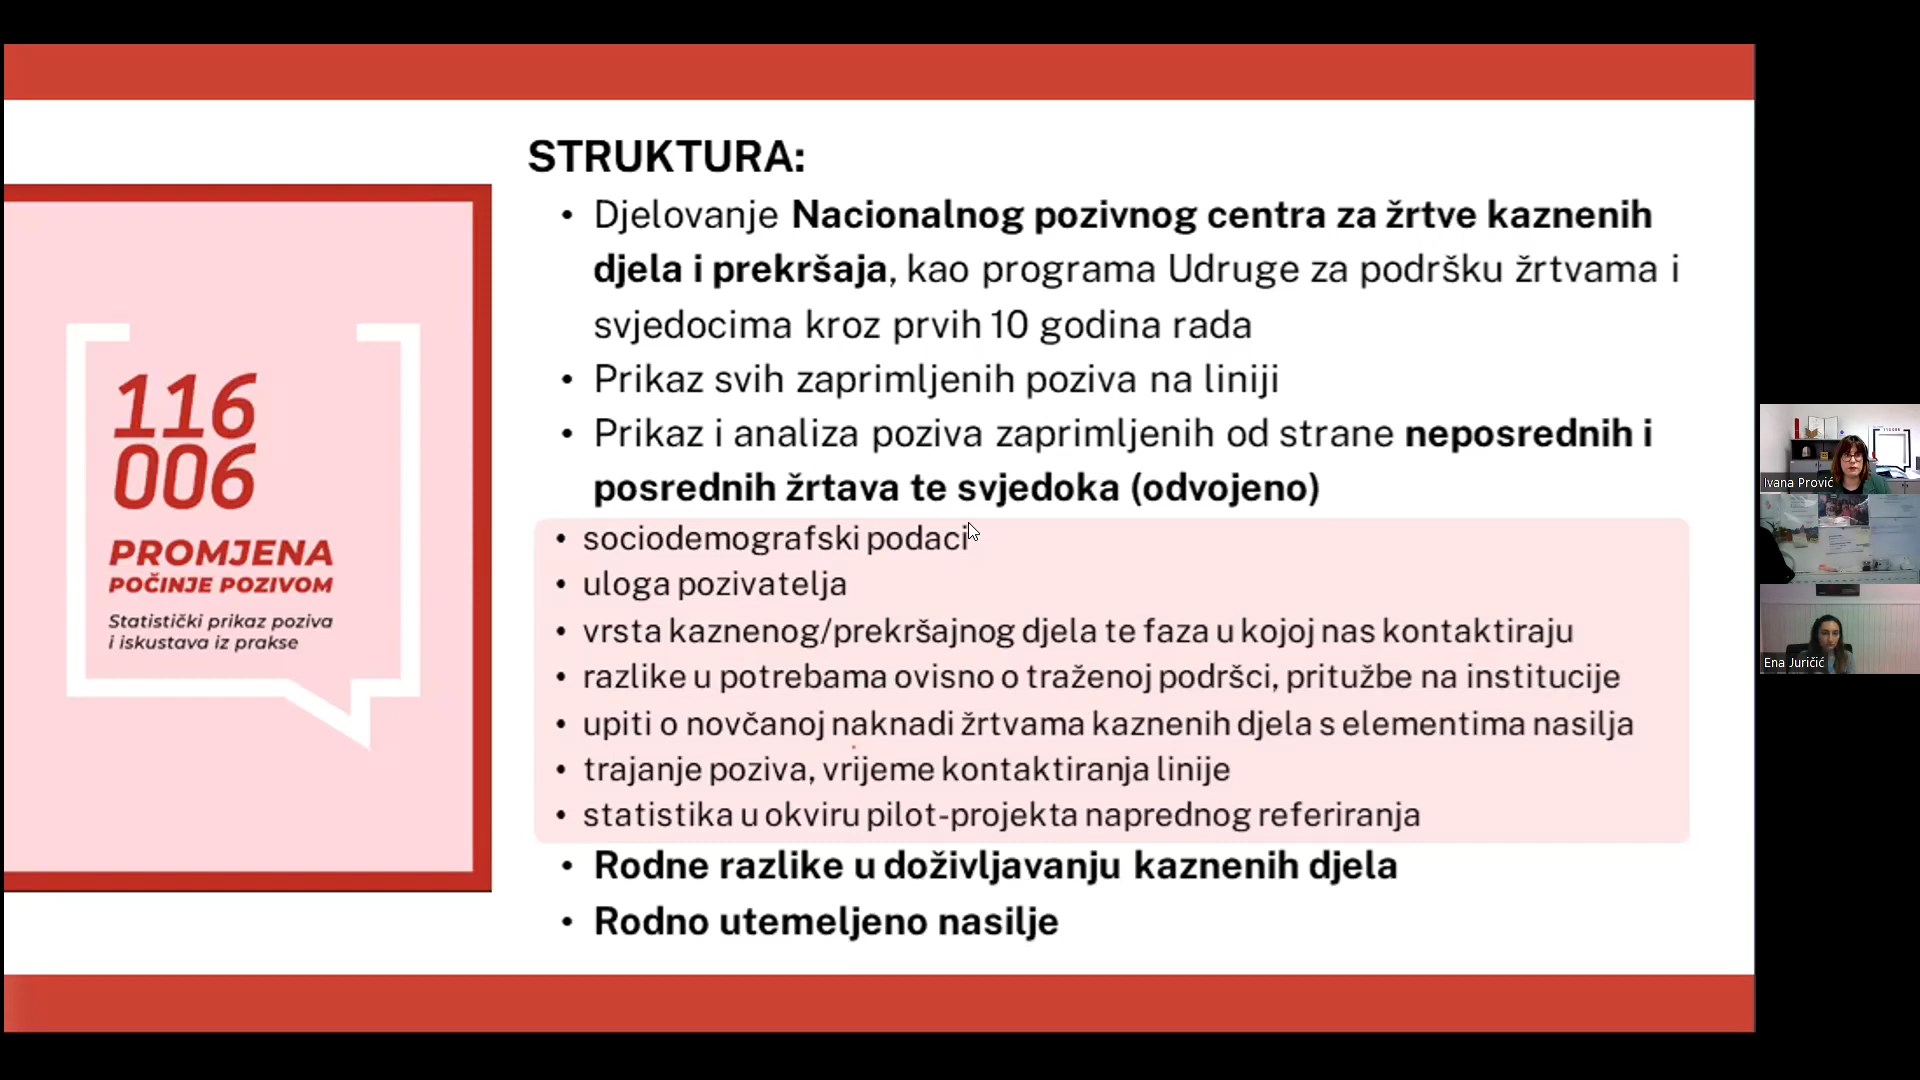 STRUKTURA:
• Djelovanje Nacionalnog pozivnog centra za žrtve kaznenih
djela i prekršaja, kao programa Udruge za podršku žrtvama i
svjedocima kroz prvih 10 godina rada
• Prikaz svih zaprimljenih poziva na liniji
• Prikaz i analiza poziva zaprimljenih od strane neposrednih i
posrednih žrtava te svjedoka (odvojeno)
• sociodemografski podaci
• uloga pozivatelja
• vrsta kaznenog/prekršajnog djela te faza u kojoj nas kontaktiraju
• razlike u potrebama ovisno o traženoj podršci, pritužbe na institucije
• upiti o novčanoj naknadi žrtvama kaznenih djela s elementima nasilja
• trajanje poziva, vrijeme kontaktiranja linije
• statistika u okviru pilot-projekta naprednog referiranja
• Rodne razlike u doživljavanju kaznenih djela
• Rodno utemeljeno nasilje
116
006
PROMJENA
POČINJE POZIVOM
Statistički prikaz poziva
i iskustava iz prakse
Ivana Prović
Ena Juričić